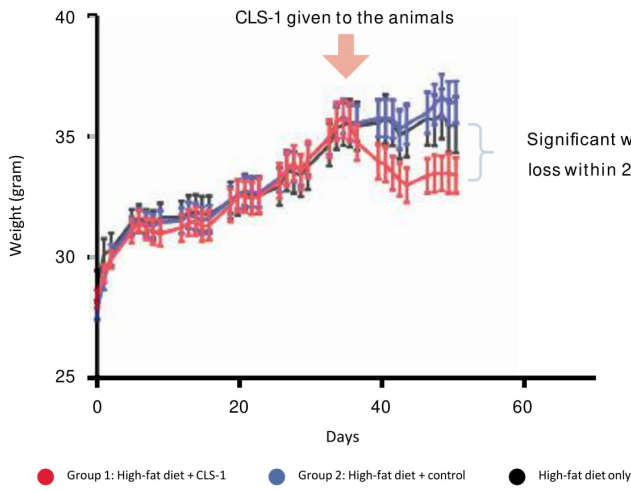 CLS-1 given to the animals
40
35
30
25
Weight (gram)
Significant w
loss within 2
0
20
40
60
Days
Group 1: High-fat diet + CLS-1
Group 2: High-fat diet + control
High-fat diet only